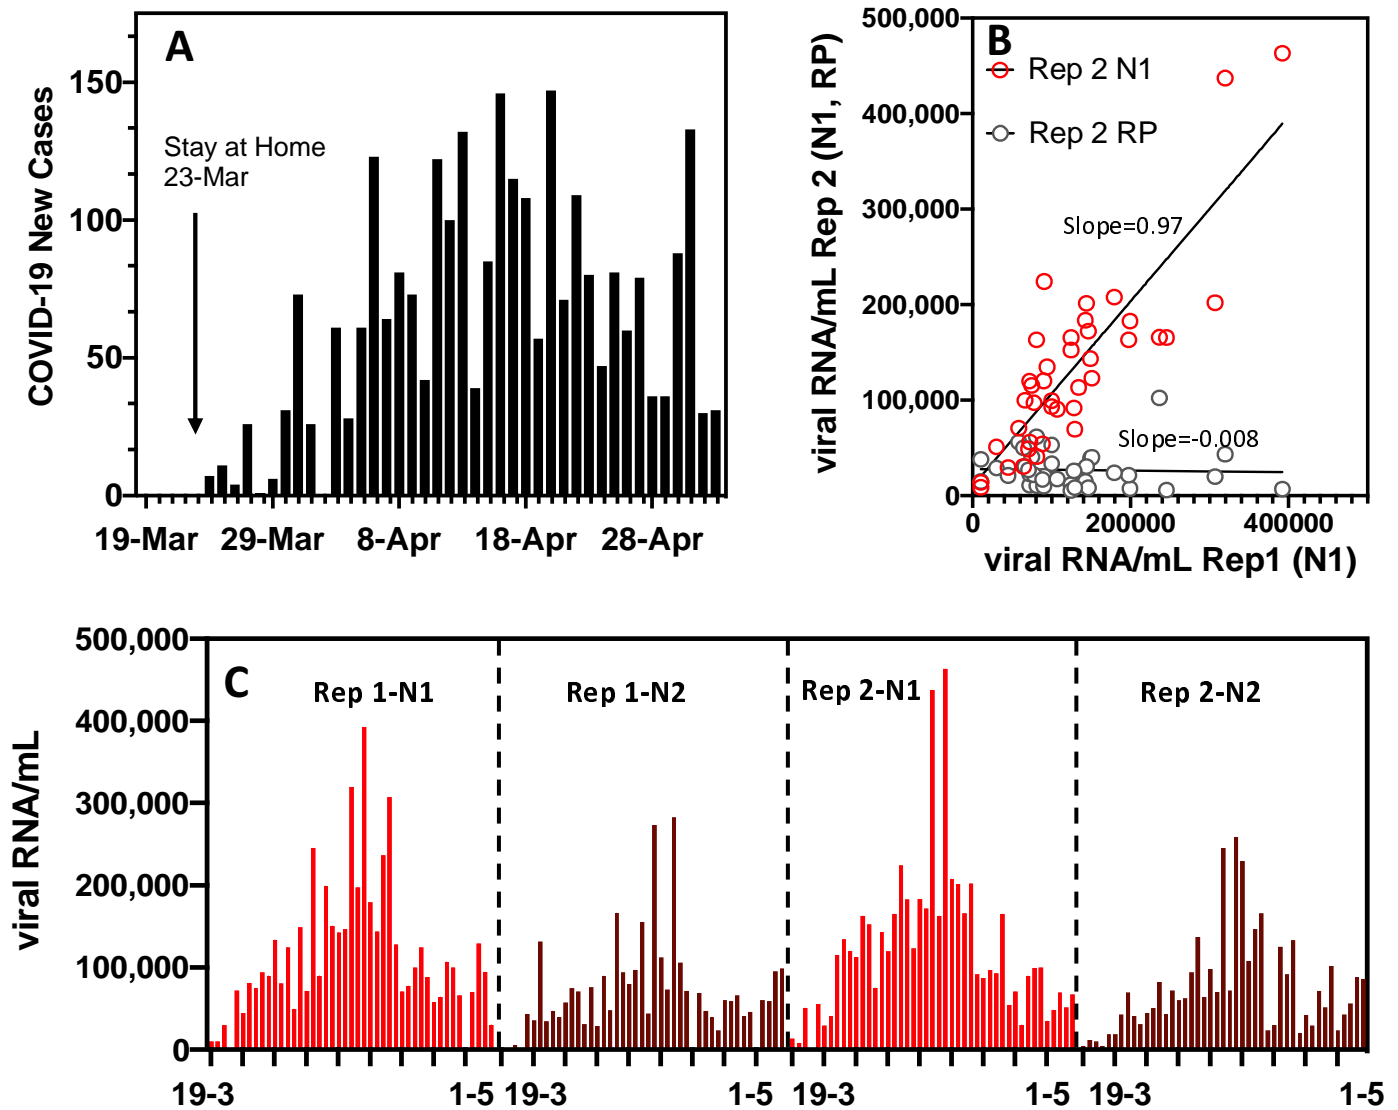 A
COVID-19 New Cases
150
100
50
0
Stay at Home
23-Mar
19-Mar 29-Mar 8-Apr 18-Apr 28-Apr
B
viral RNA/mL Rep 2 (N1, RP)
500,000
400,000
300,000
200,000
100,000
0
Rep 2 N1
Rep 2 RP
Slope=0.97
Slope=-0.008
0 200000 400000
viral RNA/mL Rep1 (N1)
C
viral RNA/mL
500,000
400,000
300,000
200,000
100,000
0
Rep 1-N1 Rep 1-N2 Rep 2-N1 Rep 2-N2
19-3 1-5 19-3 1-5 19-3 1-5 19-3 1-5